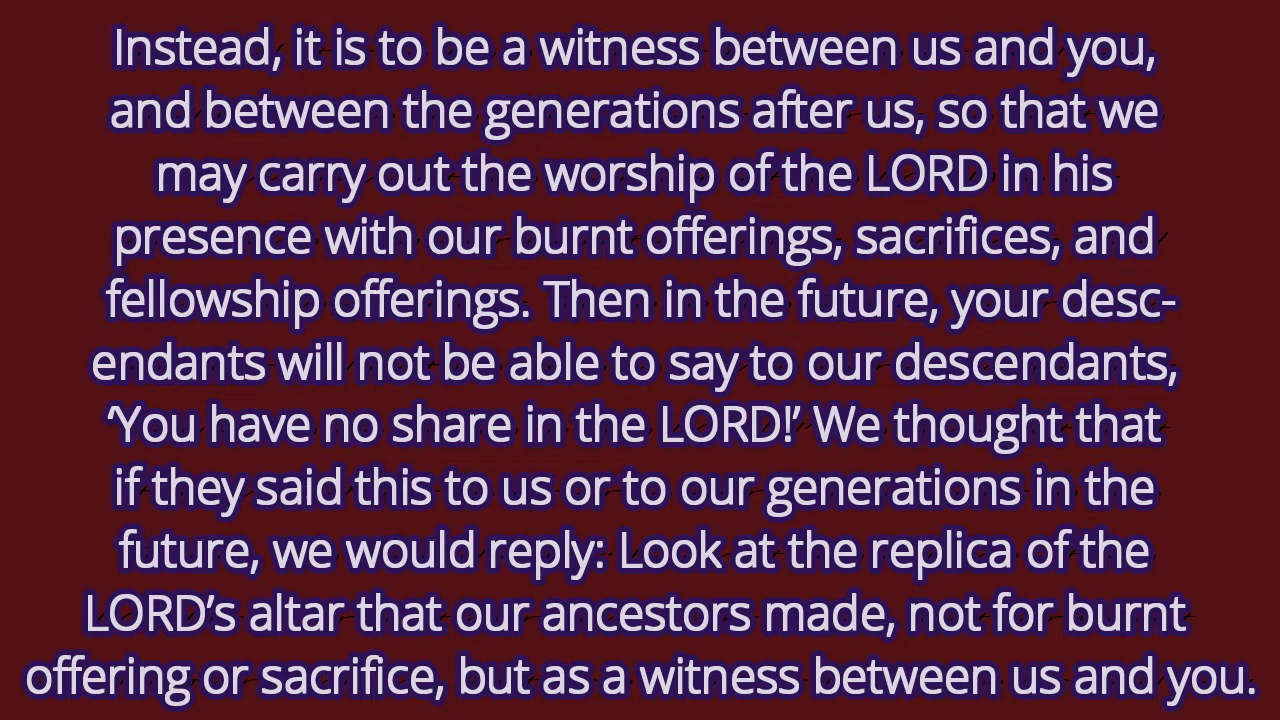 Instead, it is to be a witness between us and you,
and between the generations after us, so that we
may carry out the worship of the LORD in his
presence with our burnt offerings, sacrifices, and
fellowship offerings. Then in the future, your desc-
endants will not be able to say to our descendants,
‘You have no share in the LORD!’ We thought that
if they said this to us or to our generations in the
future, we would reply: Look at the replica of the
LORD’s altar that our ancestors made, not for burnt
offering or sacrifice, but as a witness between us and you.